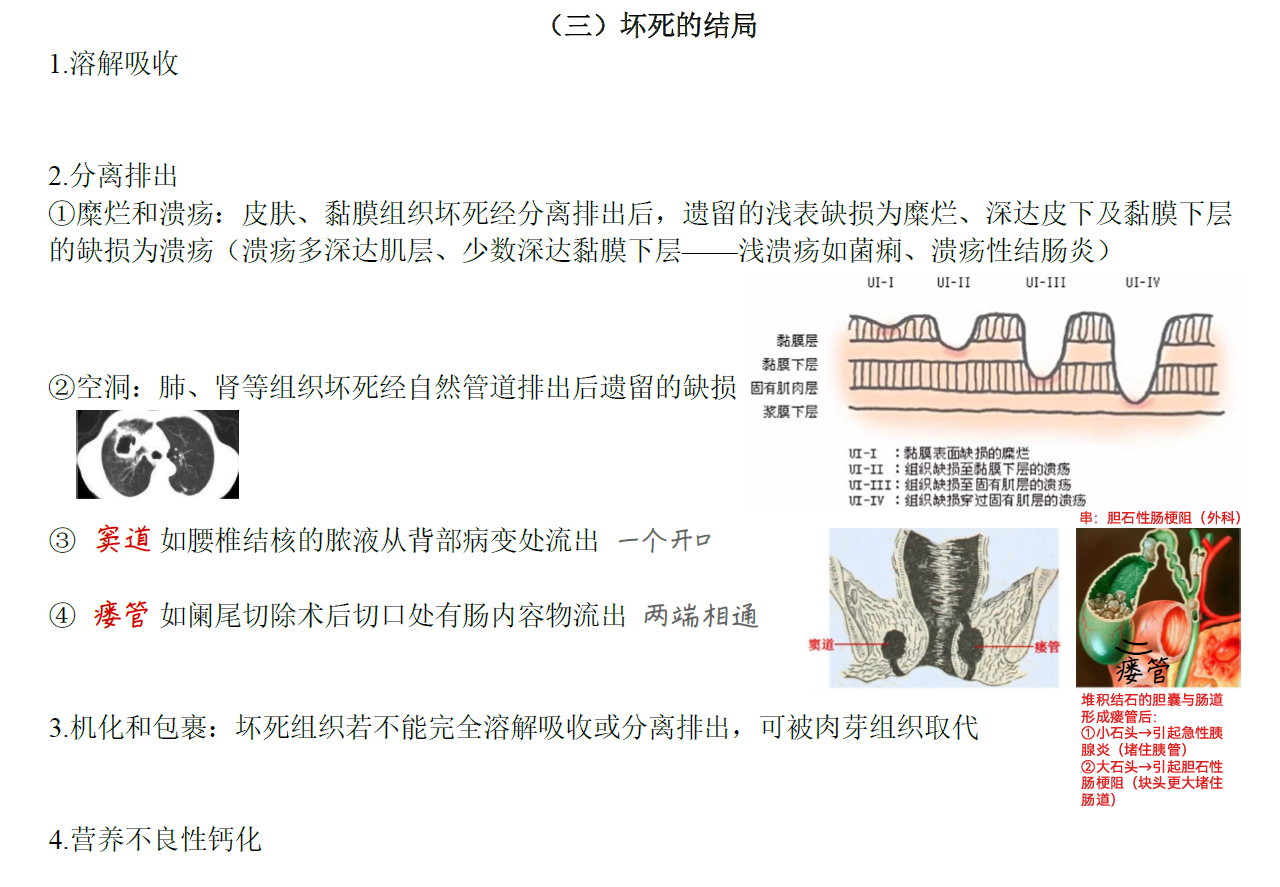 （三）坏死的结局
1.溶解吸收
2.分离排出
①糜烂和溃疡：皮肤、黏膜组织坏死经分离排出后，遗留的浅表缺损为糜烂、深达皮下及黏膜下层
的缺损为溃疡（溃疡多深达肌层、少数深达黏膜下层——浅溃疡如菌痢、溃疡性结肠炎）
UI-I UI-II UI-III UI-IV
黏膜层
黏膜下层
固有肌肉层
浆膜下层
UI-I ：黏膜表面缺损的糜烂
UI-II ：组织缺损至黏膜下层的溃疡
UI-III：组织缺损至固有肌层的溃疡
UI-IV ：组织缺损穿过固有肌层的溃疡
②空洞：肺、肾等组织坏死经自然管道排出后遗留的缺损
③ 窦道 如腰椎结核的脓液从背部病变处流出 一个开口
④ 瘘管 如阑尾切除术后切口处有肠内容物流出 两端相通
窦道
瘘管
串：胆石性肠梗阻（外科）
瘘管
堆积结石的胆囊与肠道
形成瘘管后：
①小石头→引起急性胰
腺炎（堵住胰管）
②大石头→引起胆石性
肠梗阻（块头更大堵住
肠道）
3.机化和包裹：坏死组织若不能完全溶解吸收或分离排出，可被肉芽组织取代
4.营养不良性钙化